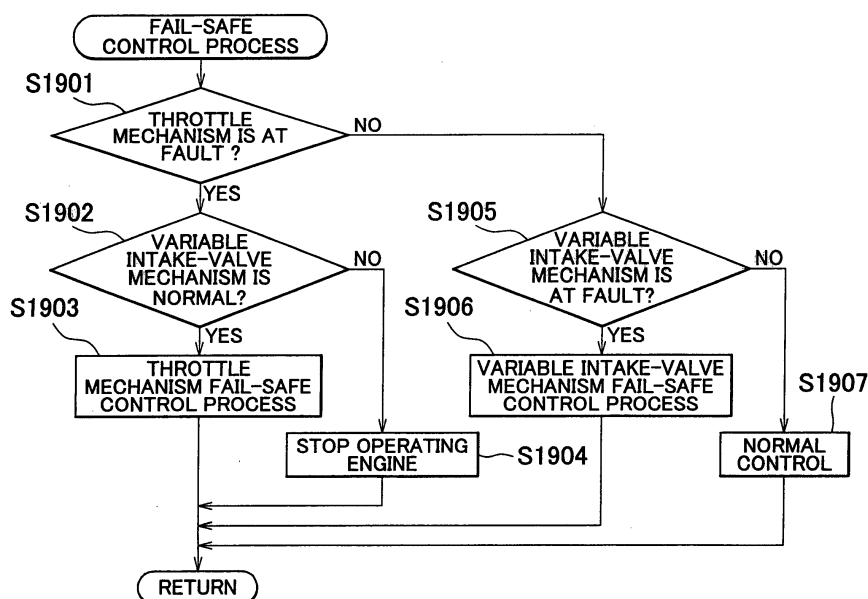 FAIL-SAFE
CONTROL PROCESS
S1901
THROTTLE
MECHANISM IS AT
FAULT ?
NO
YES
S1902
VARIABLE
INTAKE-VALVE
MECHANISM IS
NORMAL?
NO
YES
S1905
VARIABLE
INTAKE-VALVE
MECHANISM IS
AT FAULT?
NO
YES
S1903
THROTTLE
MECHANISM FAIL-SAFE
CONTROL PROCESS
S1906
VARIABLE INTAKE-VALVE
MECHANISM FAIL-SAFE
CONTROL PROCESS
STOP OPERATING
ENGINE
S1904
S1907
NORMAL
CONTROL
RETURN